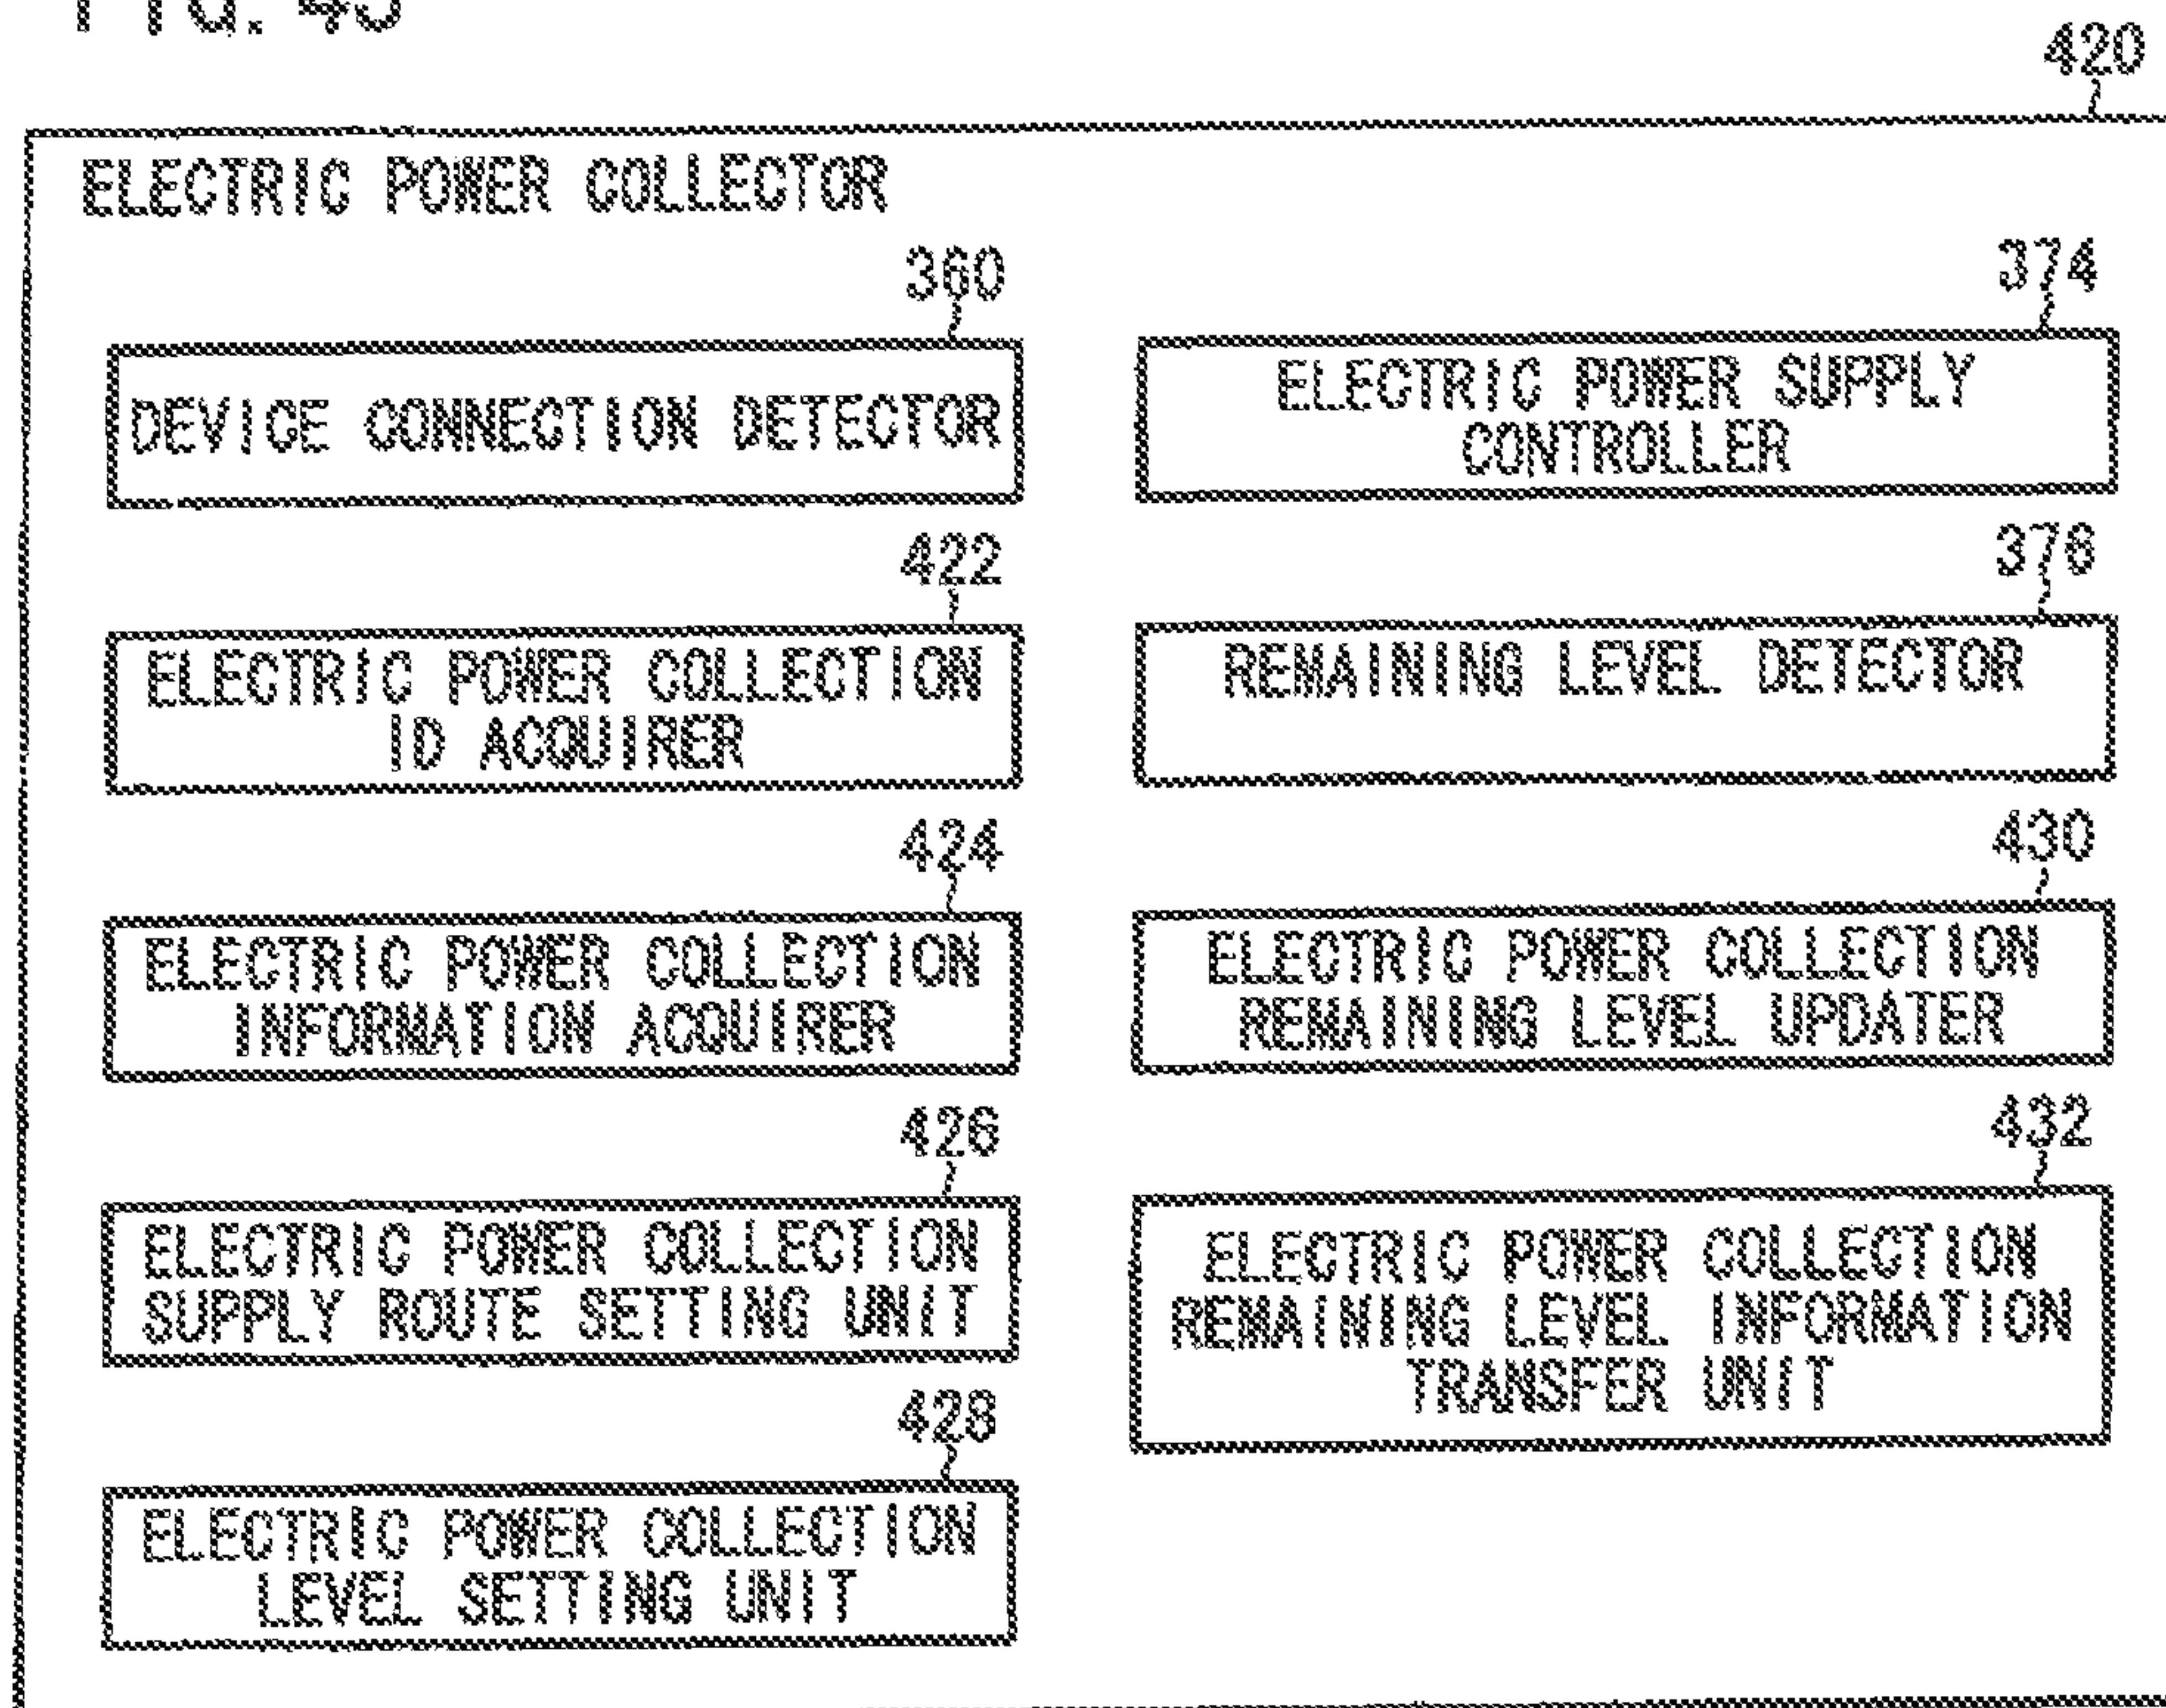 FIG. 43
420
ELECTRIC POWER COLLECTOR
360
DEVICE CONNECTION DETECTOR
422
ELECTRIC POWER COLLECTION
ID ACQUIRER
424
ELECTRIC POWER COLLECTION
INFORMATION ACQUIRER
426
ELECTRIC POWER COLLECTION
SUPPLY ROUTE SETTING UNIT
428
ELECTRIC POWER COLLECTION
LEVEL SETTING UNIT
374
ELECTRIC POWER SUPPLY
CONTROLLER
376
REMAINING LEVEL DETECTOR
430
ELECTRIC POWER COLLECTION
REMAINING LEVEL UPDATER
432
ELECTRIC POWER COLLECTION
REMAINING LEVEL INFORMATION
TRANSFER UNIT